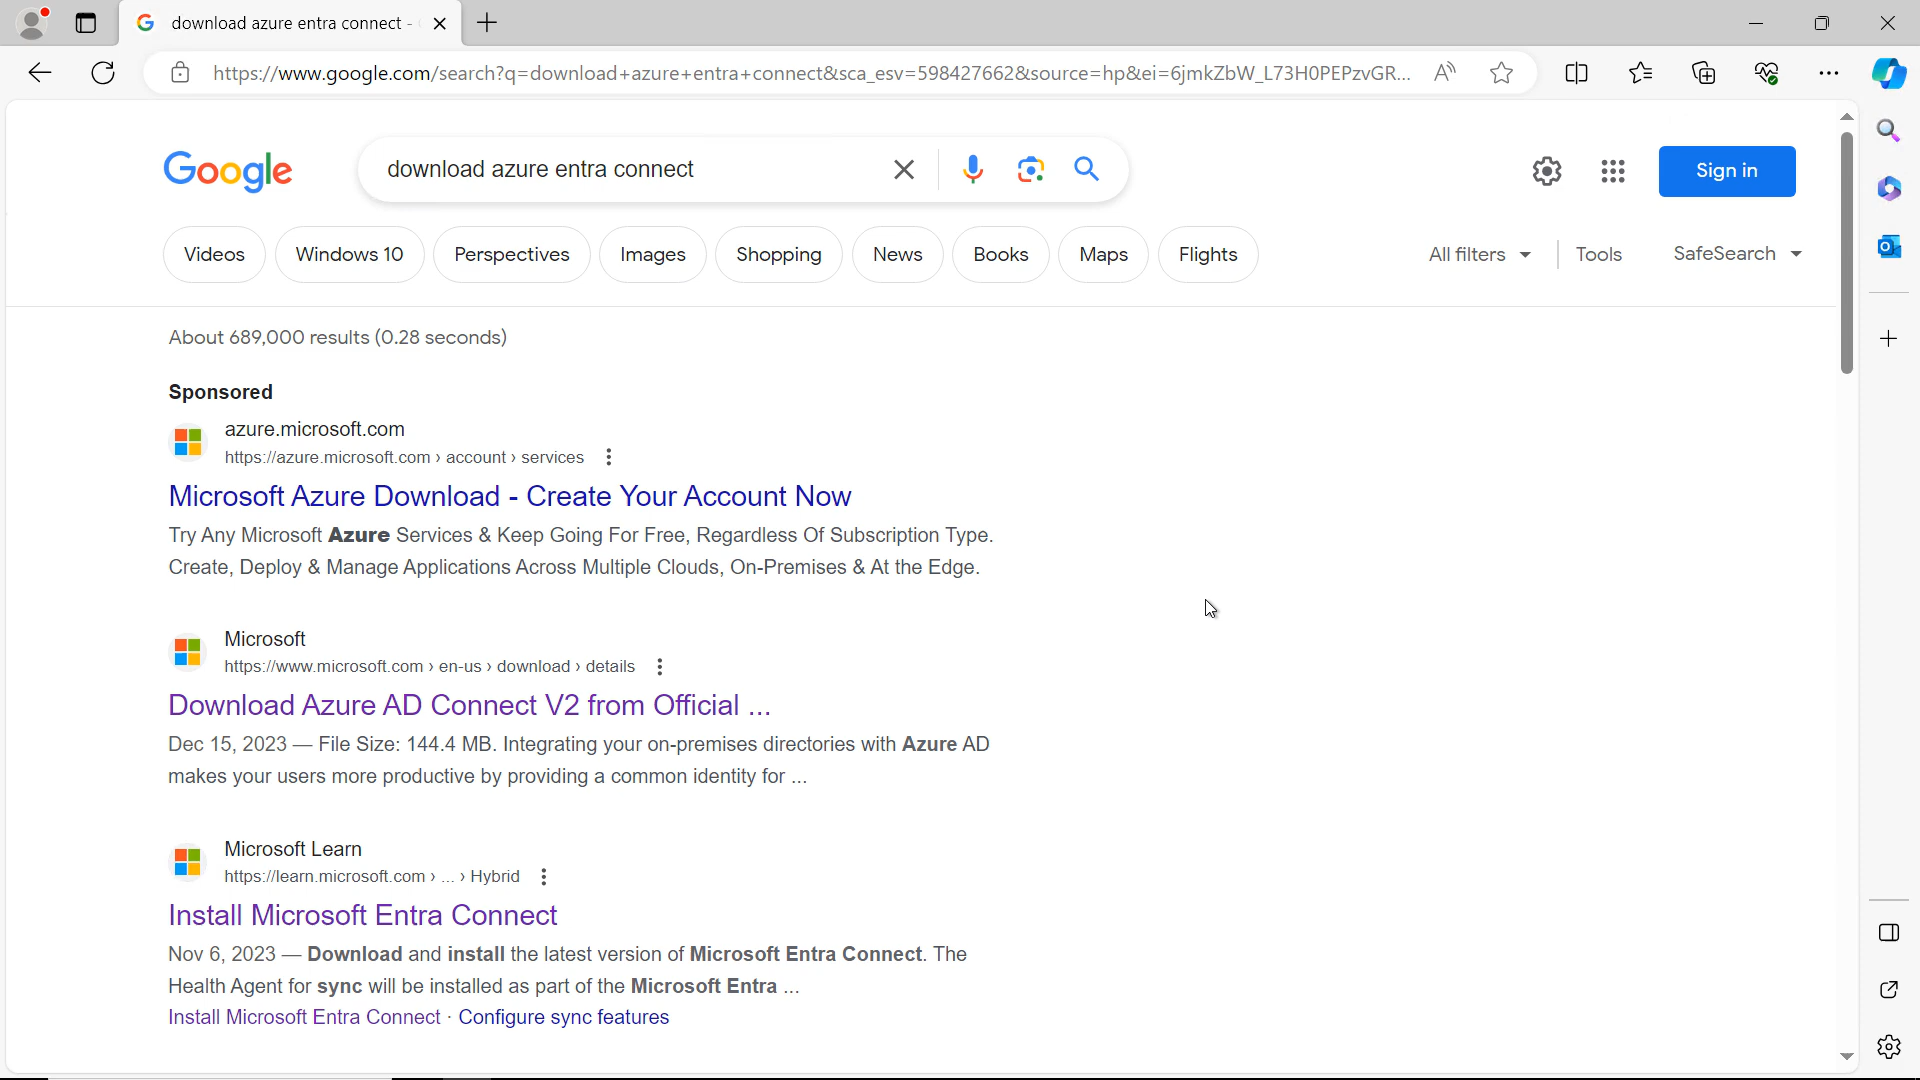 download azure entra connect -
https://www.google.com/search?q=download+azure+entra+connect&sca_esv=598427662&source=hp&ei=6jmkZbW_L73H0PEPzvGR...
Google
download azure entra connect
Sign in
Videos
Windows 10
Perspectives
Images
Shopping
News
Books
Maps
Flights
All filters
Tools
SafeSearch
About 689,000 results (0.28 seconds)
Sponsored
azure.microsoft.com
https://azure.microsoft.com › account › services
Microsoft Azure Download - Create Your Account Now
Try Any Microsoft Azure Services & Keep Going For Free, Regardless Of Subscription Type.
Create, Deploy & Manage Applications Across Multiple Clouds, On-Premises & At the Edge.
Microsoft
https://www.microsoft.com › en-us › download › details
Download Azure AD Connect V2 from Official ...
Dec 15, 2023 — File Size: 144.4 MB. Integrating your on-premises directories with Azure AD
makes your users more productive by providing a common identity for ...
Microsoft Learn
https://learn.microsoft.com › ... › Hybrid
Install Microsoft Entra Connect
Nov 6, 2023 — Download and install the latest version of Microsoft Entra Connect. The
Health Agent for sync will be installed as part of the Microsoft Entra ...
Install Microsoft Entra Connect · Configure sync features